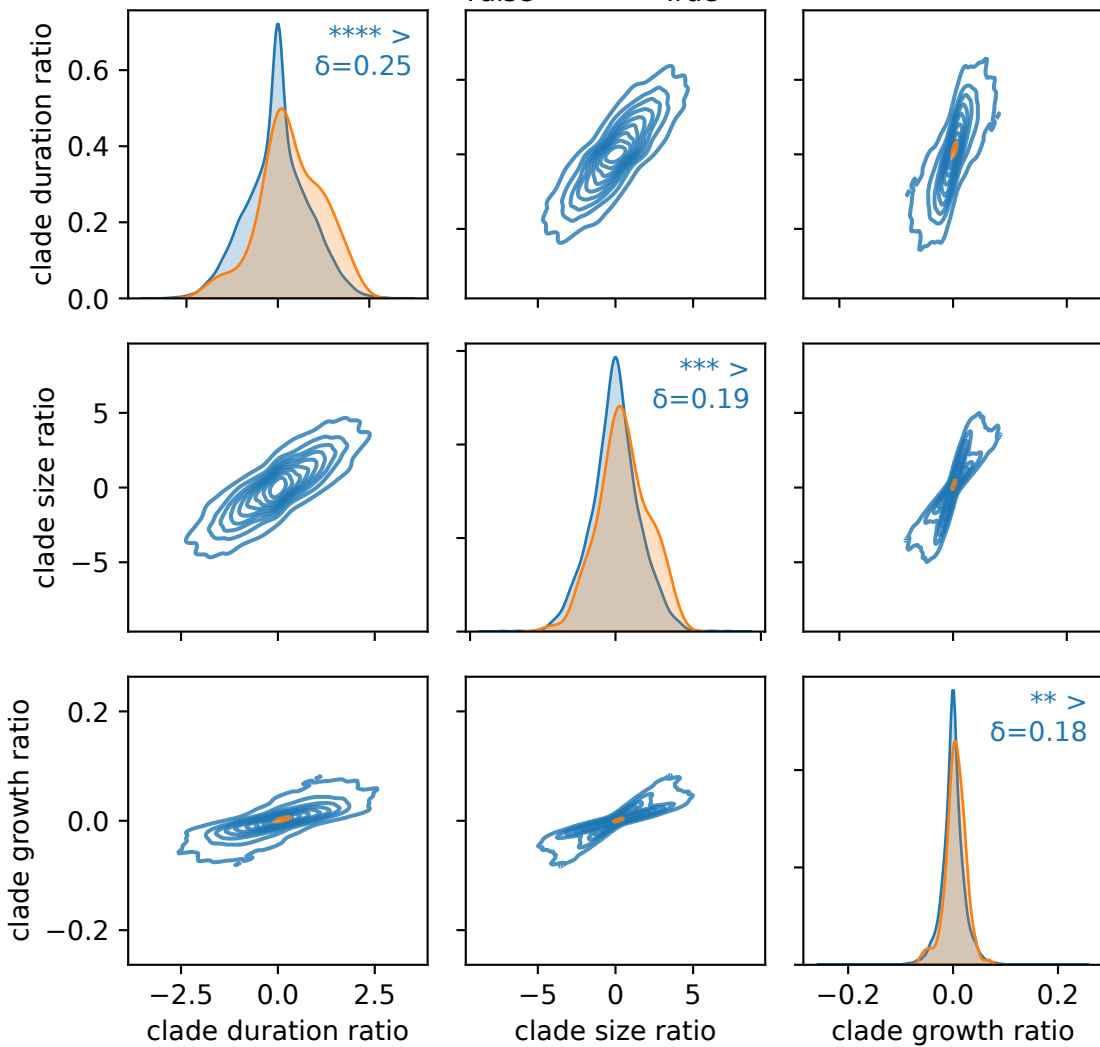 **** >
δ=0.25
clade duration ratio
0.6
0.4
0.2
0.0
*** >
δ=0.19
clade size ratio
5
0
−5
** >
δ=0.18
clade growth ratio
0.2
0.0
−0.2
−2.5 0.0 2.5
−5 0 5
−0.2 0.0 0.2
clade duration ratio
clade size ratio
clade growth ratio